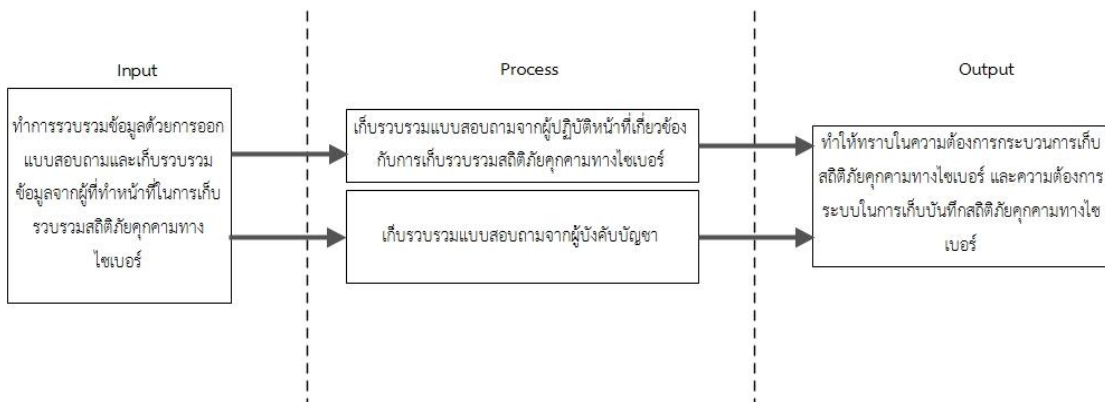 Input
ทำการรวบรวมข้อมูลด้วยการออก
แบบสอบถามและเก็บรวบรวม
ข้อมูลจากผู้ที่ทำหน้าที่ในการเก็บ
รวบรวมสถิติภัยคุกคามทาง
ไซเบอร์
Process
เก็บรวบรวมแบบสอบถามจากผู้ปฏิบัติหน้าที่เกี่ยวข้อง
กับการเก็บรวบรวมสถิติภัยคุกคามทางไซเบอร์
เก็บรวบรวมแบบสอบถามจากผู้บังคับบัญชา
Output
ทำให้ทราบในความต้องการกระบวนการเก็บ
สถิติภัยคุกคามทางไซเบอร์ และความต้องการ
ระบบในการเก็บบันทึกสถิติภัยคุกคามทางไซ
เบอร์